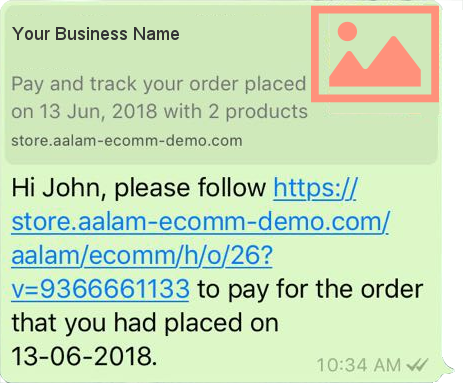 Your Business Name
Pay and track your order placed
on 13 Jun, 2018 with 2 products
store.aalam-ecomm-demo.com
Hi John, please follow https://
store.aalam-ecomm-demo.com/
aalam/ecomm/h/o/26?
v=9366661133 to pay for the order
that you had placed on
13-06-2018.
10:34 AM